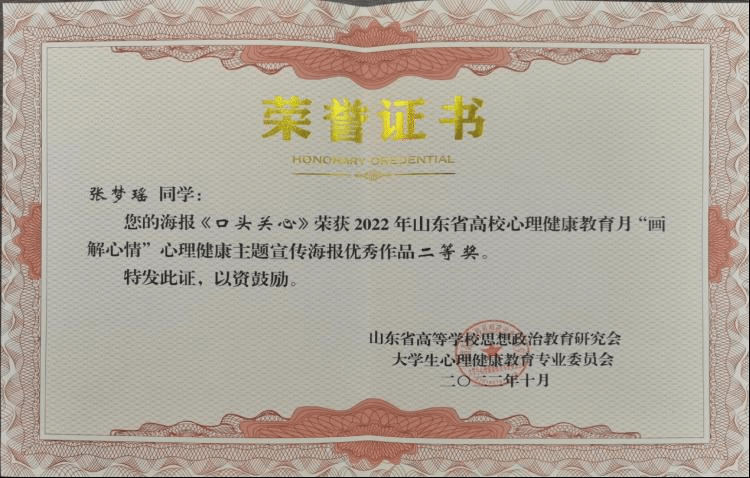 荣誉证书
HONORARY CREDENTIAL
张梦瑶 同学：
您的海报《口头关心》荣获2022年山东省高校心理健康教育月“画
解心情”心理健康主题宣传海报优秀作品二等奖。
特发此证，以资鼓励。
山东省高等学校思想政治教育研究会
大学生心理健康教育专业委员会
二〇二二年十月